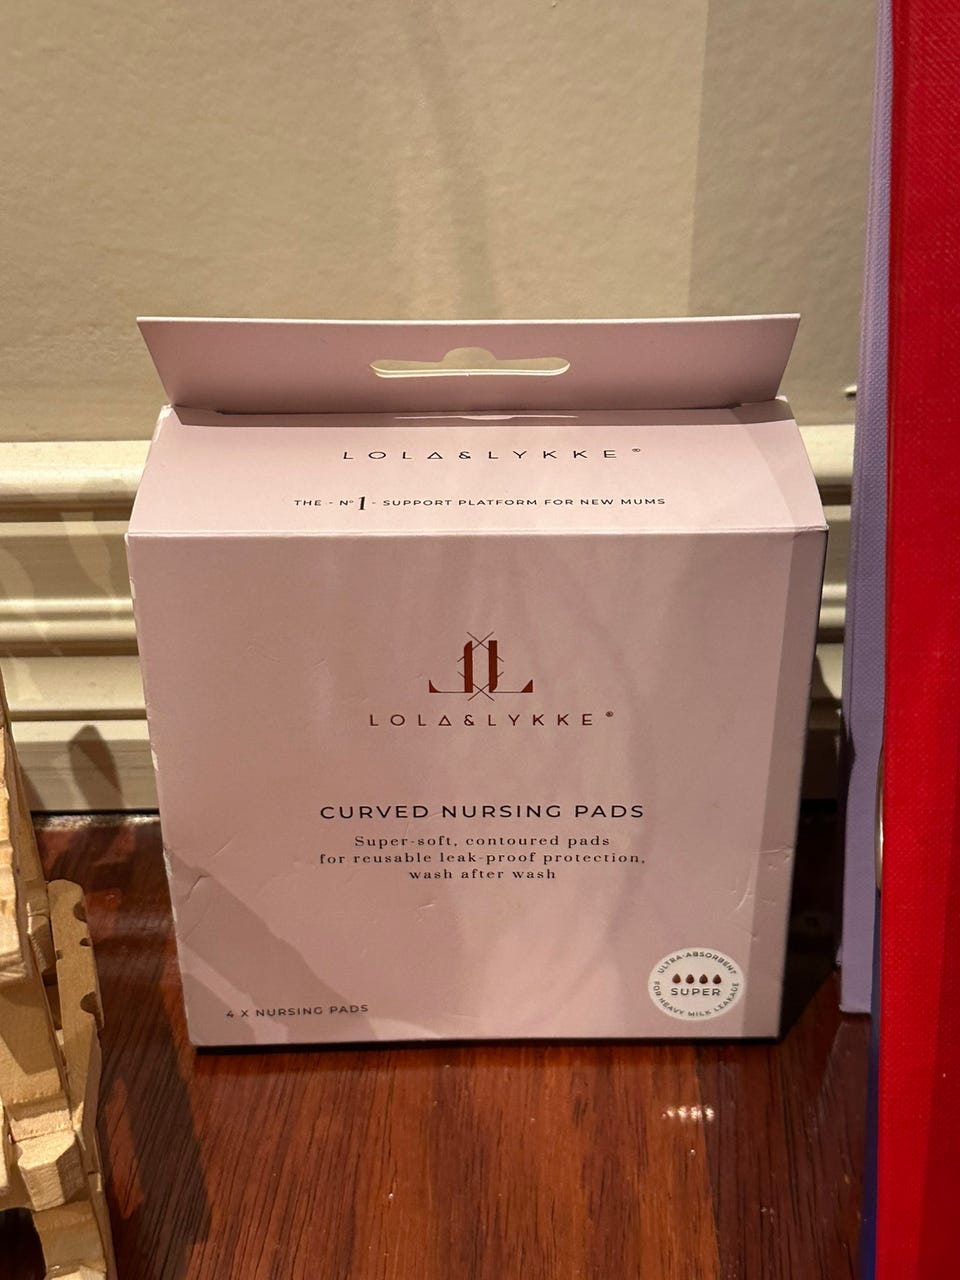 LOLA&LYKKE®
THE - Nº1 - SUPPORT PLATFORM FOR NEW MUMS
LL
LOLA&LYKKE®
CURVED NURSING PADS
Super-soft, contoured pads
for reusable leak-proof protection,
wash after wash
4 X NURSING PADS
ULTRA-ABSORBENT
SUPER
FOR HEAVY MILK LEAKAGE